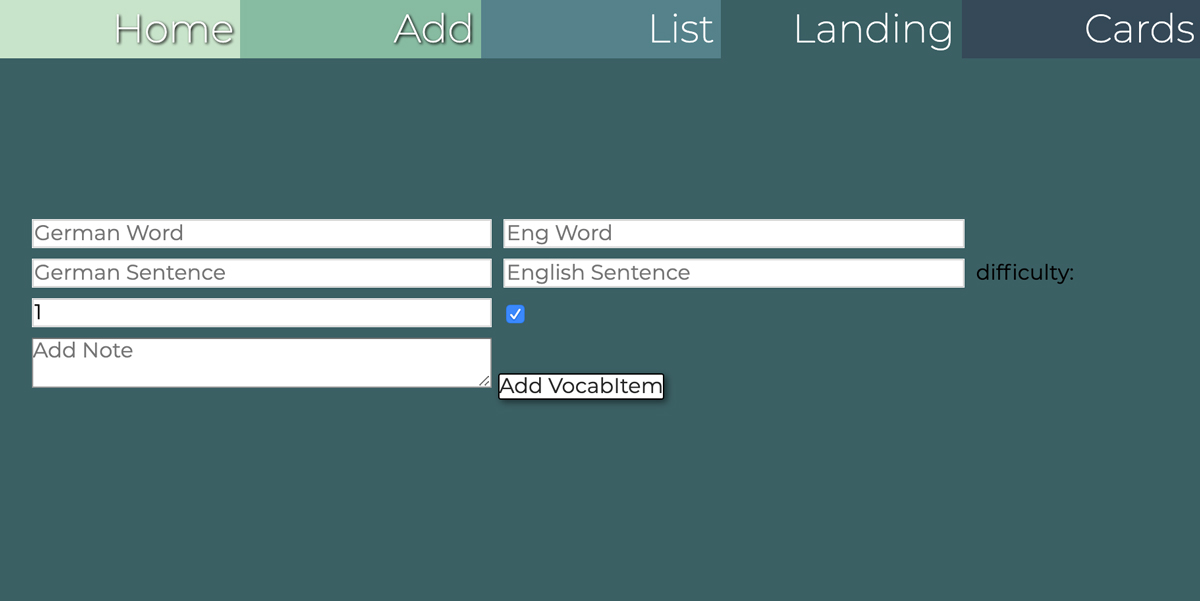 Home Add List Landing Cards
German Word Eng Word
German Sentence English Sentence difficulty:
1
Add Note
Add VocabItem